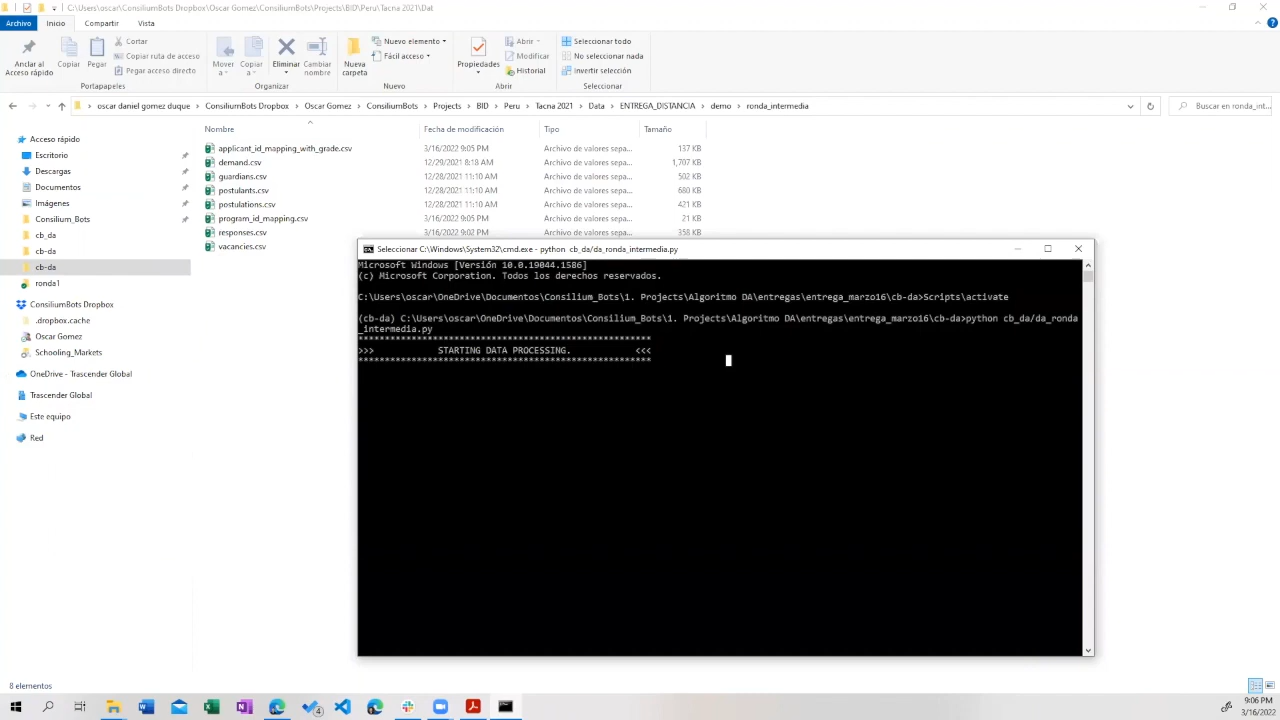 C:\Users\oscar\ConsiliumBots Dropbox\Oscar Gomez\ConsiliumBots\Projects\BID\Peru\Tacna 2021\Dat
Archivo Inicio Compartir Vista
Anclar al Acceso rápido
Copiar
Pegar
Cortar
Copiar ruta de acceso
Pegar acceso directo
Portapapeles
Mover a
Copiar a
Eliminar
Cambiar nombre
Organizar
Nueva carpeta
Nuevo elemento
Fácil acceso
Nuevo
Propiedades
Abrir
Modificar
Historial
Abrir
Seleccionar todo
No seleccionar nada
Invertir selección
Seleccionar
oscar daniel gomez duque > ConsiliumBots Dropbox > Oscar Gomez > ConsiliumBots > Projects > BID > Peru > Tacna 2021 > Data > ENTREGA_DISTANCIA > demo > ronda_intermedia
Buscar en ronda_int...
Acceso rápido
Escritorio
Descargas
Documentos
Imágenes
Consilium_Bots
cb_da
cb-da
cb-da
ronda1
ConsiliumBots Dropbox
.dropbox.cache
Oscar Gomez
Schooling_Markets
OneDrive - Trascender Global
Trascender Global
Este equipo
Red
Nombre Fecha de modificación Tipo Tamaño
applicant_id_mapping_with_grade.csv 3/16/2022 9:05 PM Archivo de valores sepa... 137 KB
demand.csv 12/29/2021 8:18 AM Archivo de valores sepa... 1,707 KB
guardians.csv 12/28/2021 11:10 AM Archivo de valores sepa... 502 KB
postulants.csv 12/28/2021 11:10 AM Archivo de valores sepa... 680 KB
postulations.csv 12/28/2021 11:10 AM Archivo de valores sepa... 421 KB
program_id_mapping.csv 3/16/2022 9:05 PM Archivo de valores sepa... 21 KB
responses.csv 3/16/2022 9:02 PM Archivo de valores sepa... 358 KB
vacancies.csv
Seleccionar C:\Windows\System32\cmd.exe - python cb_da/da_ronda_intermedia.py
Microsoft Windows [Versión 10.0.19044.1586]
(c) Microsoft Corporation. Todos los derechos reservados.
C:\Users\oscar\OneDrive\Documentos\Consilium_Bots\1. Projects\Algoritmo DA\entregas\entrega_marzo16\cb-da>Scripts\activate
(cb-da) C:\Users\oscar\OneDrive\Documentos\Consilium_Bots\1. Projects\Algoritmo DA\entregas\entrega_marzo16\cb-da>python cb_da/da_ronda
_intermedia.py
*******************************************************
>>> STARTING DATA PROCESSING. <<<
*******************************************************
8 elementos
9:06 PM
3/16/2022